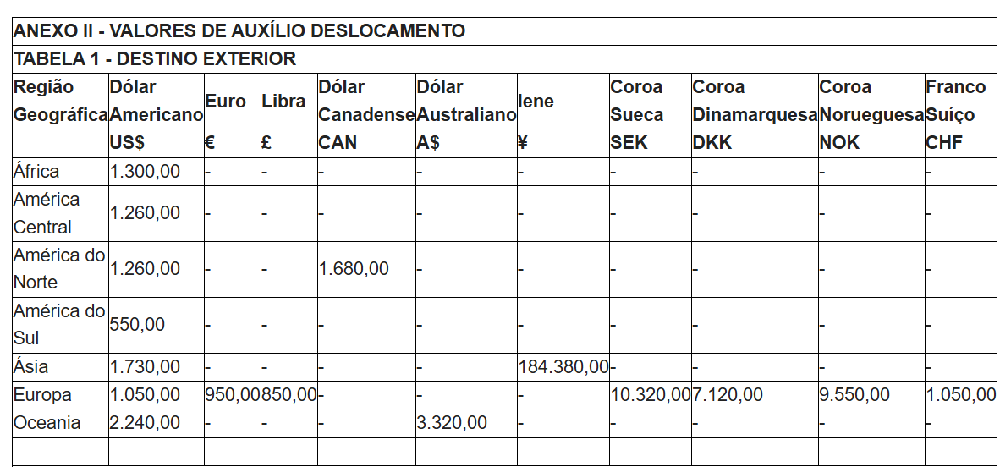 ANEXO II - VALORES DE AUXÍLIO DESLOCAMENTO
TABELA 1 - DESTINO EXTERIOR
Região Geográfica Dólar Americano Euro Libra Dólar Canadense Dólar Australiano Iene Coroa Sueca Coroa Dinamarquesa Coroa Norueguesa Franco Suíço
US$ € £ CAN A$ ¥ SEK DKK NOK CHF
África 1.300,00 - - - - - - - - -
América Central 1.260,00 - - - - - - - - -
América do Norte 1.260,00 - - 1.680,00 - - - - - -
América do Sul 550,00 - - - - - - - - -
Ásia 1.730,00 - - - - 184.380,00 - - - -
Europa 1.050,00 950,00 850,00 - - - 10.320,00 7.120,00 9.550,00 1.050,00
Oceania 2.240,00 - - - 3.320,00 - - - - -